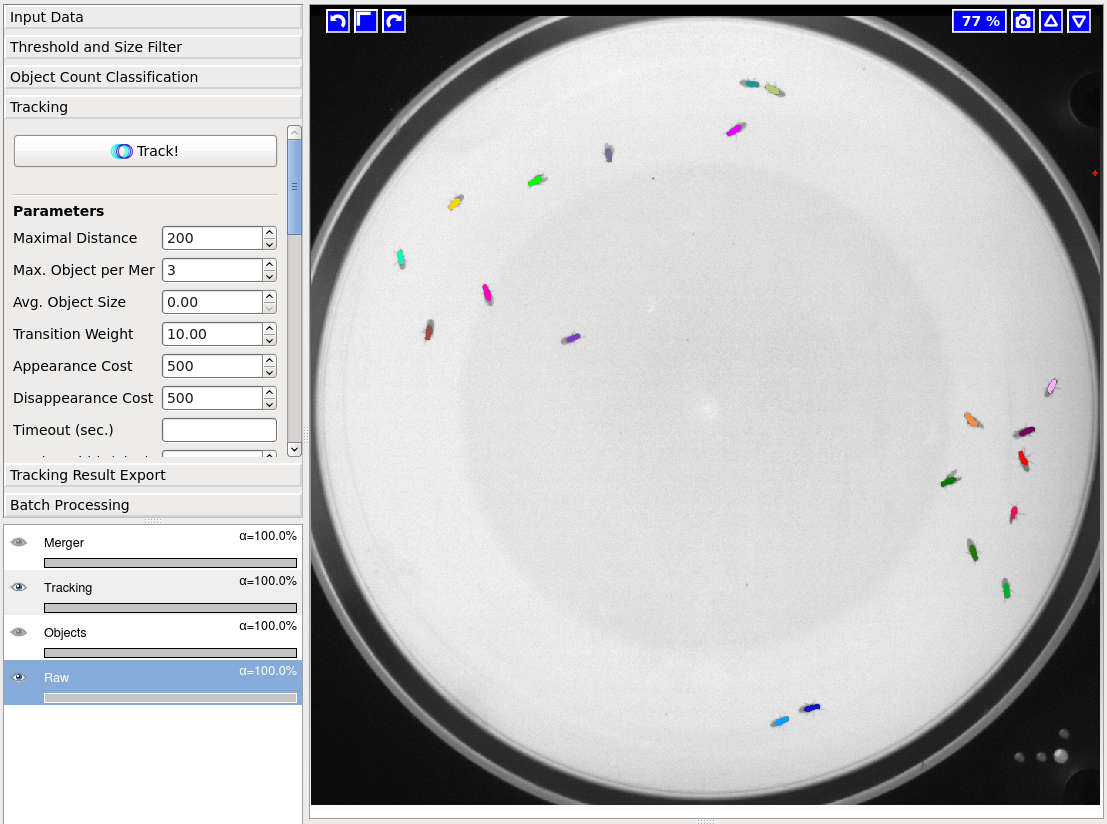 Input Data
Threshold and Size Filter
Object Count Classification
Tracking
Track!
Parameters
Maximal Distance 200
Max. Object per Mer 3
Avg. Object Size 0.00
Transition Weight 10.00
Appearance Cost 500
Disappearance Cost 500
Timeout (sec.)
Tracking Result Export
Batch Processing
Merger α=100.0%
Tracking α=100.0%
Objects α=100.0%
Raw α=100.0%
77 %